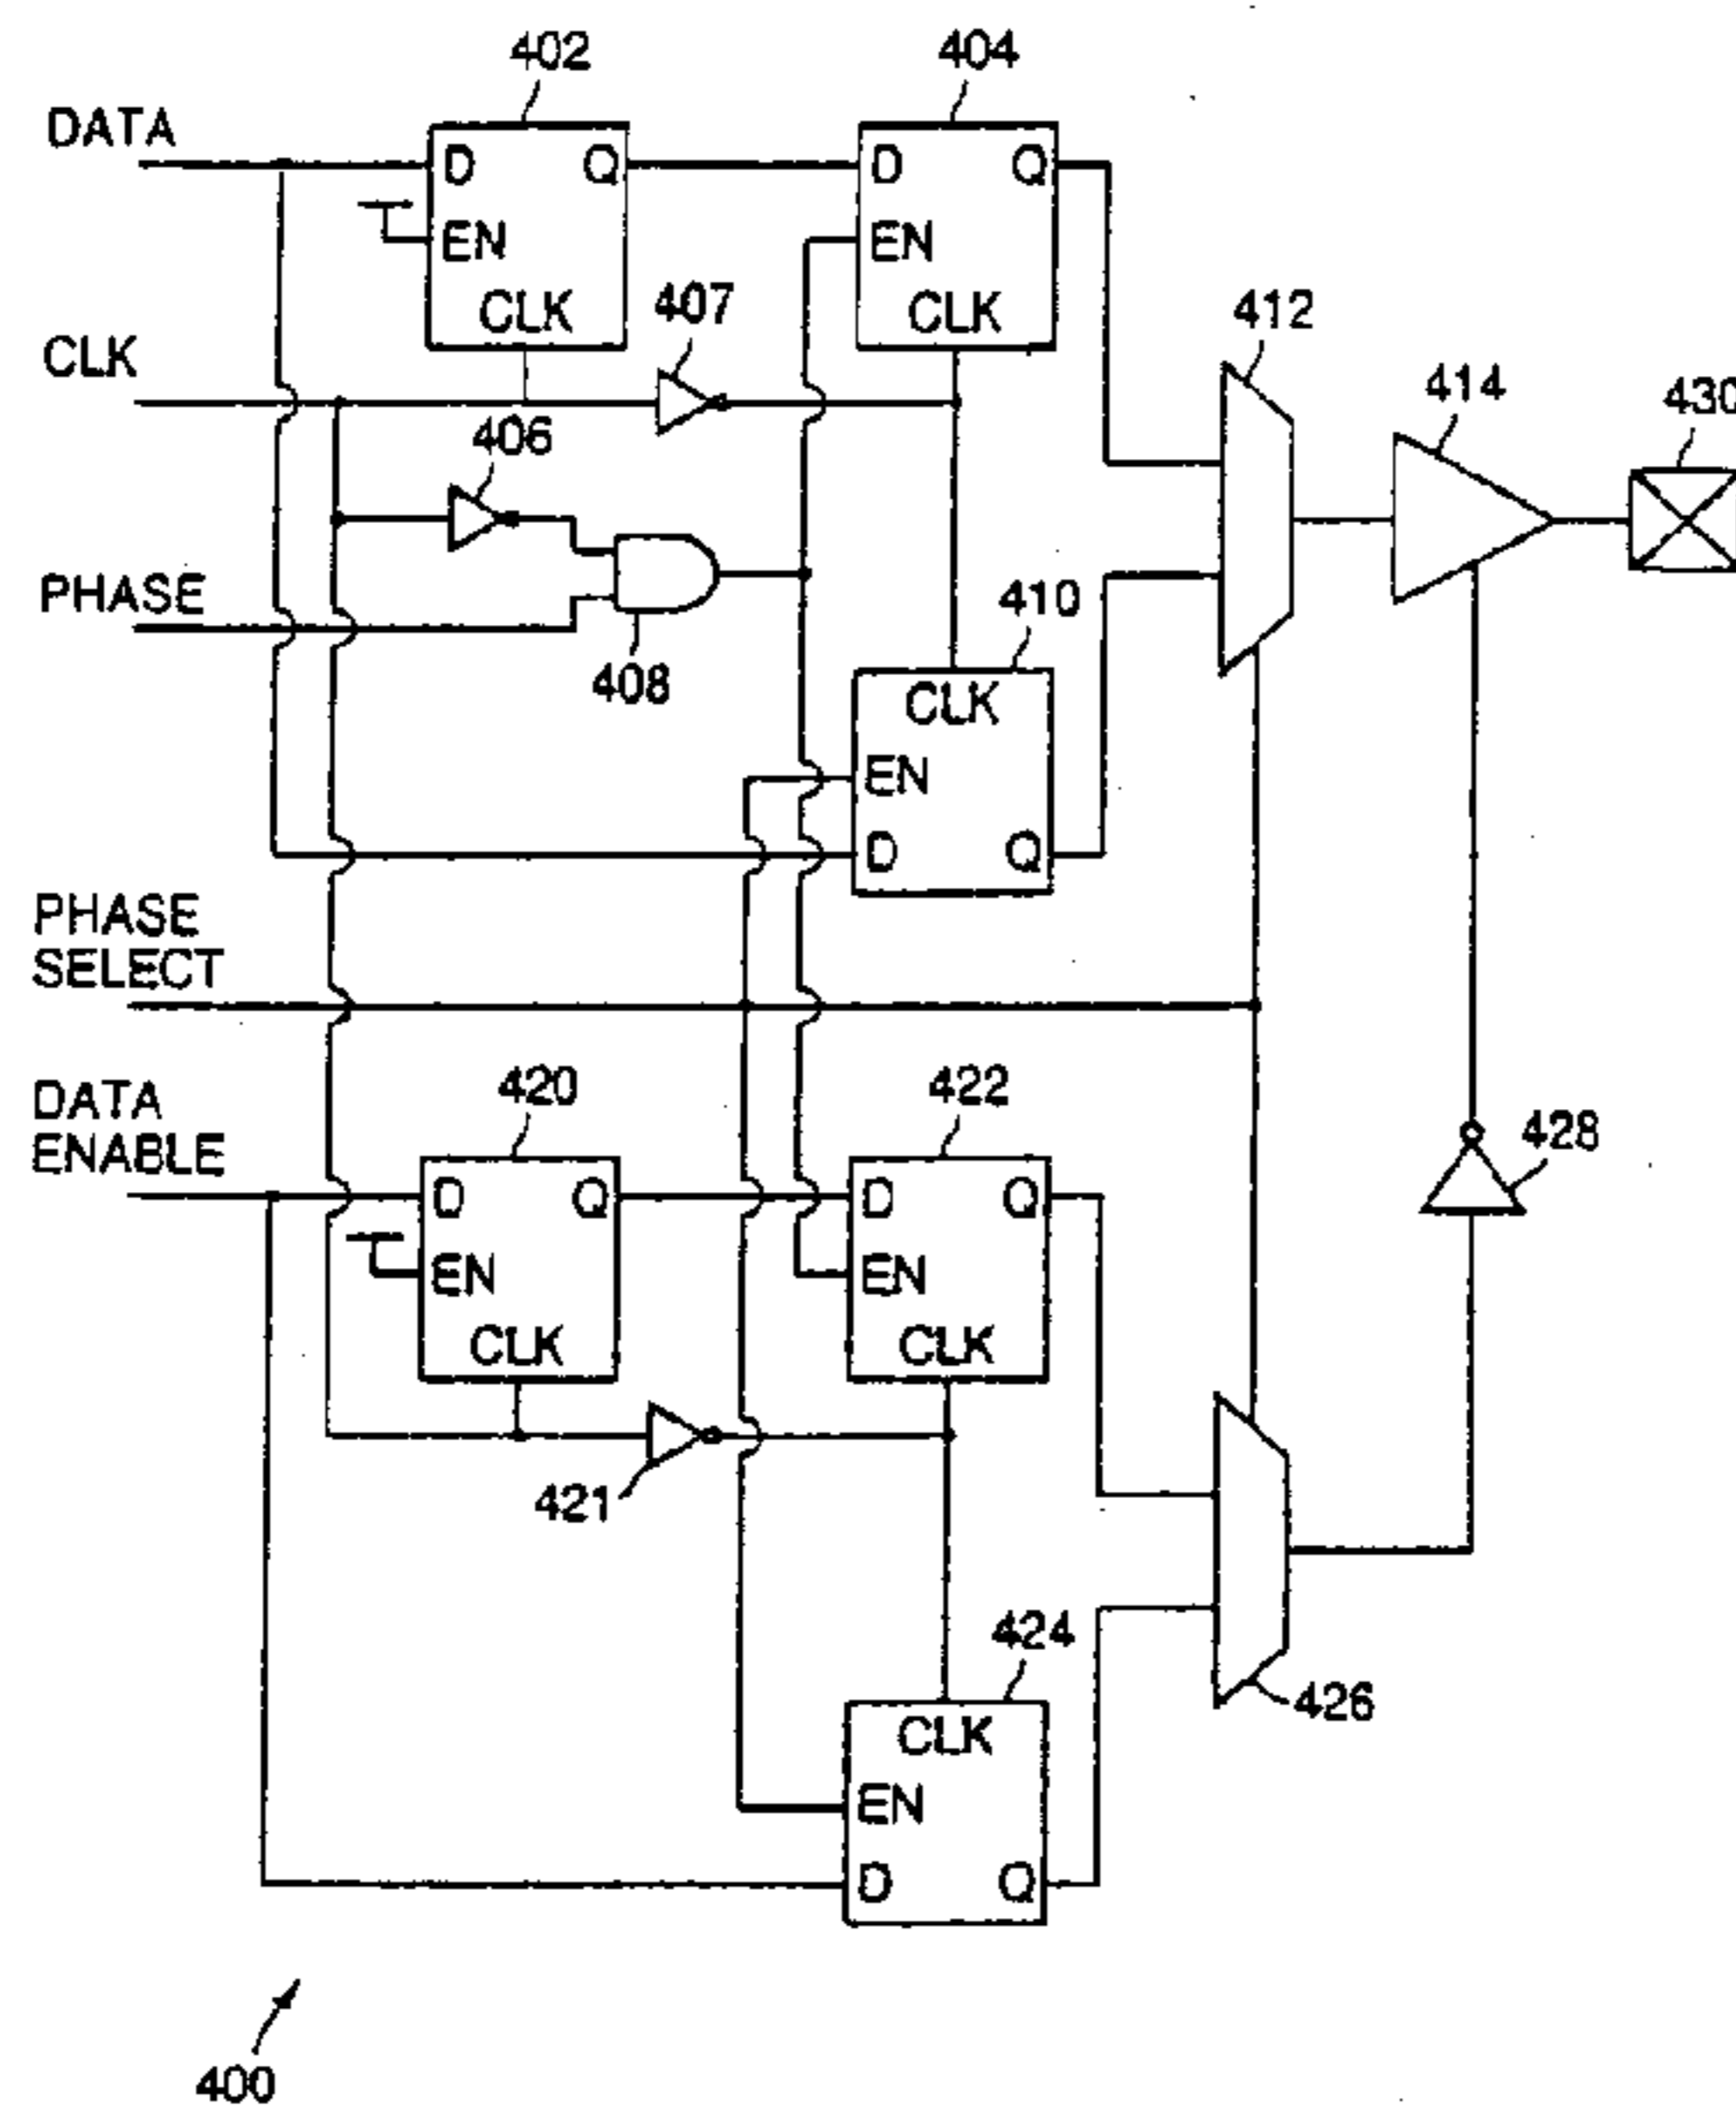 402
404
DATA
D
Q
D
Q
EN
EN
CLK
407
CLK
412
CLK
414
430
406
PHASE
410
408
CLK
EN
D
Q
PHASE
SELECT
420
422
DATA
ENABLE
428
D
Q
D
Q
EN
EN
CLK
CLK
421
424
CLK
426
EN
D
Q
400